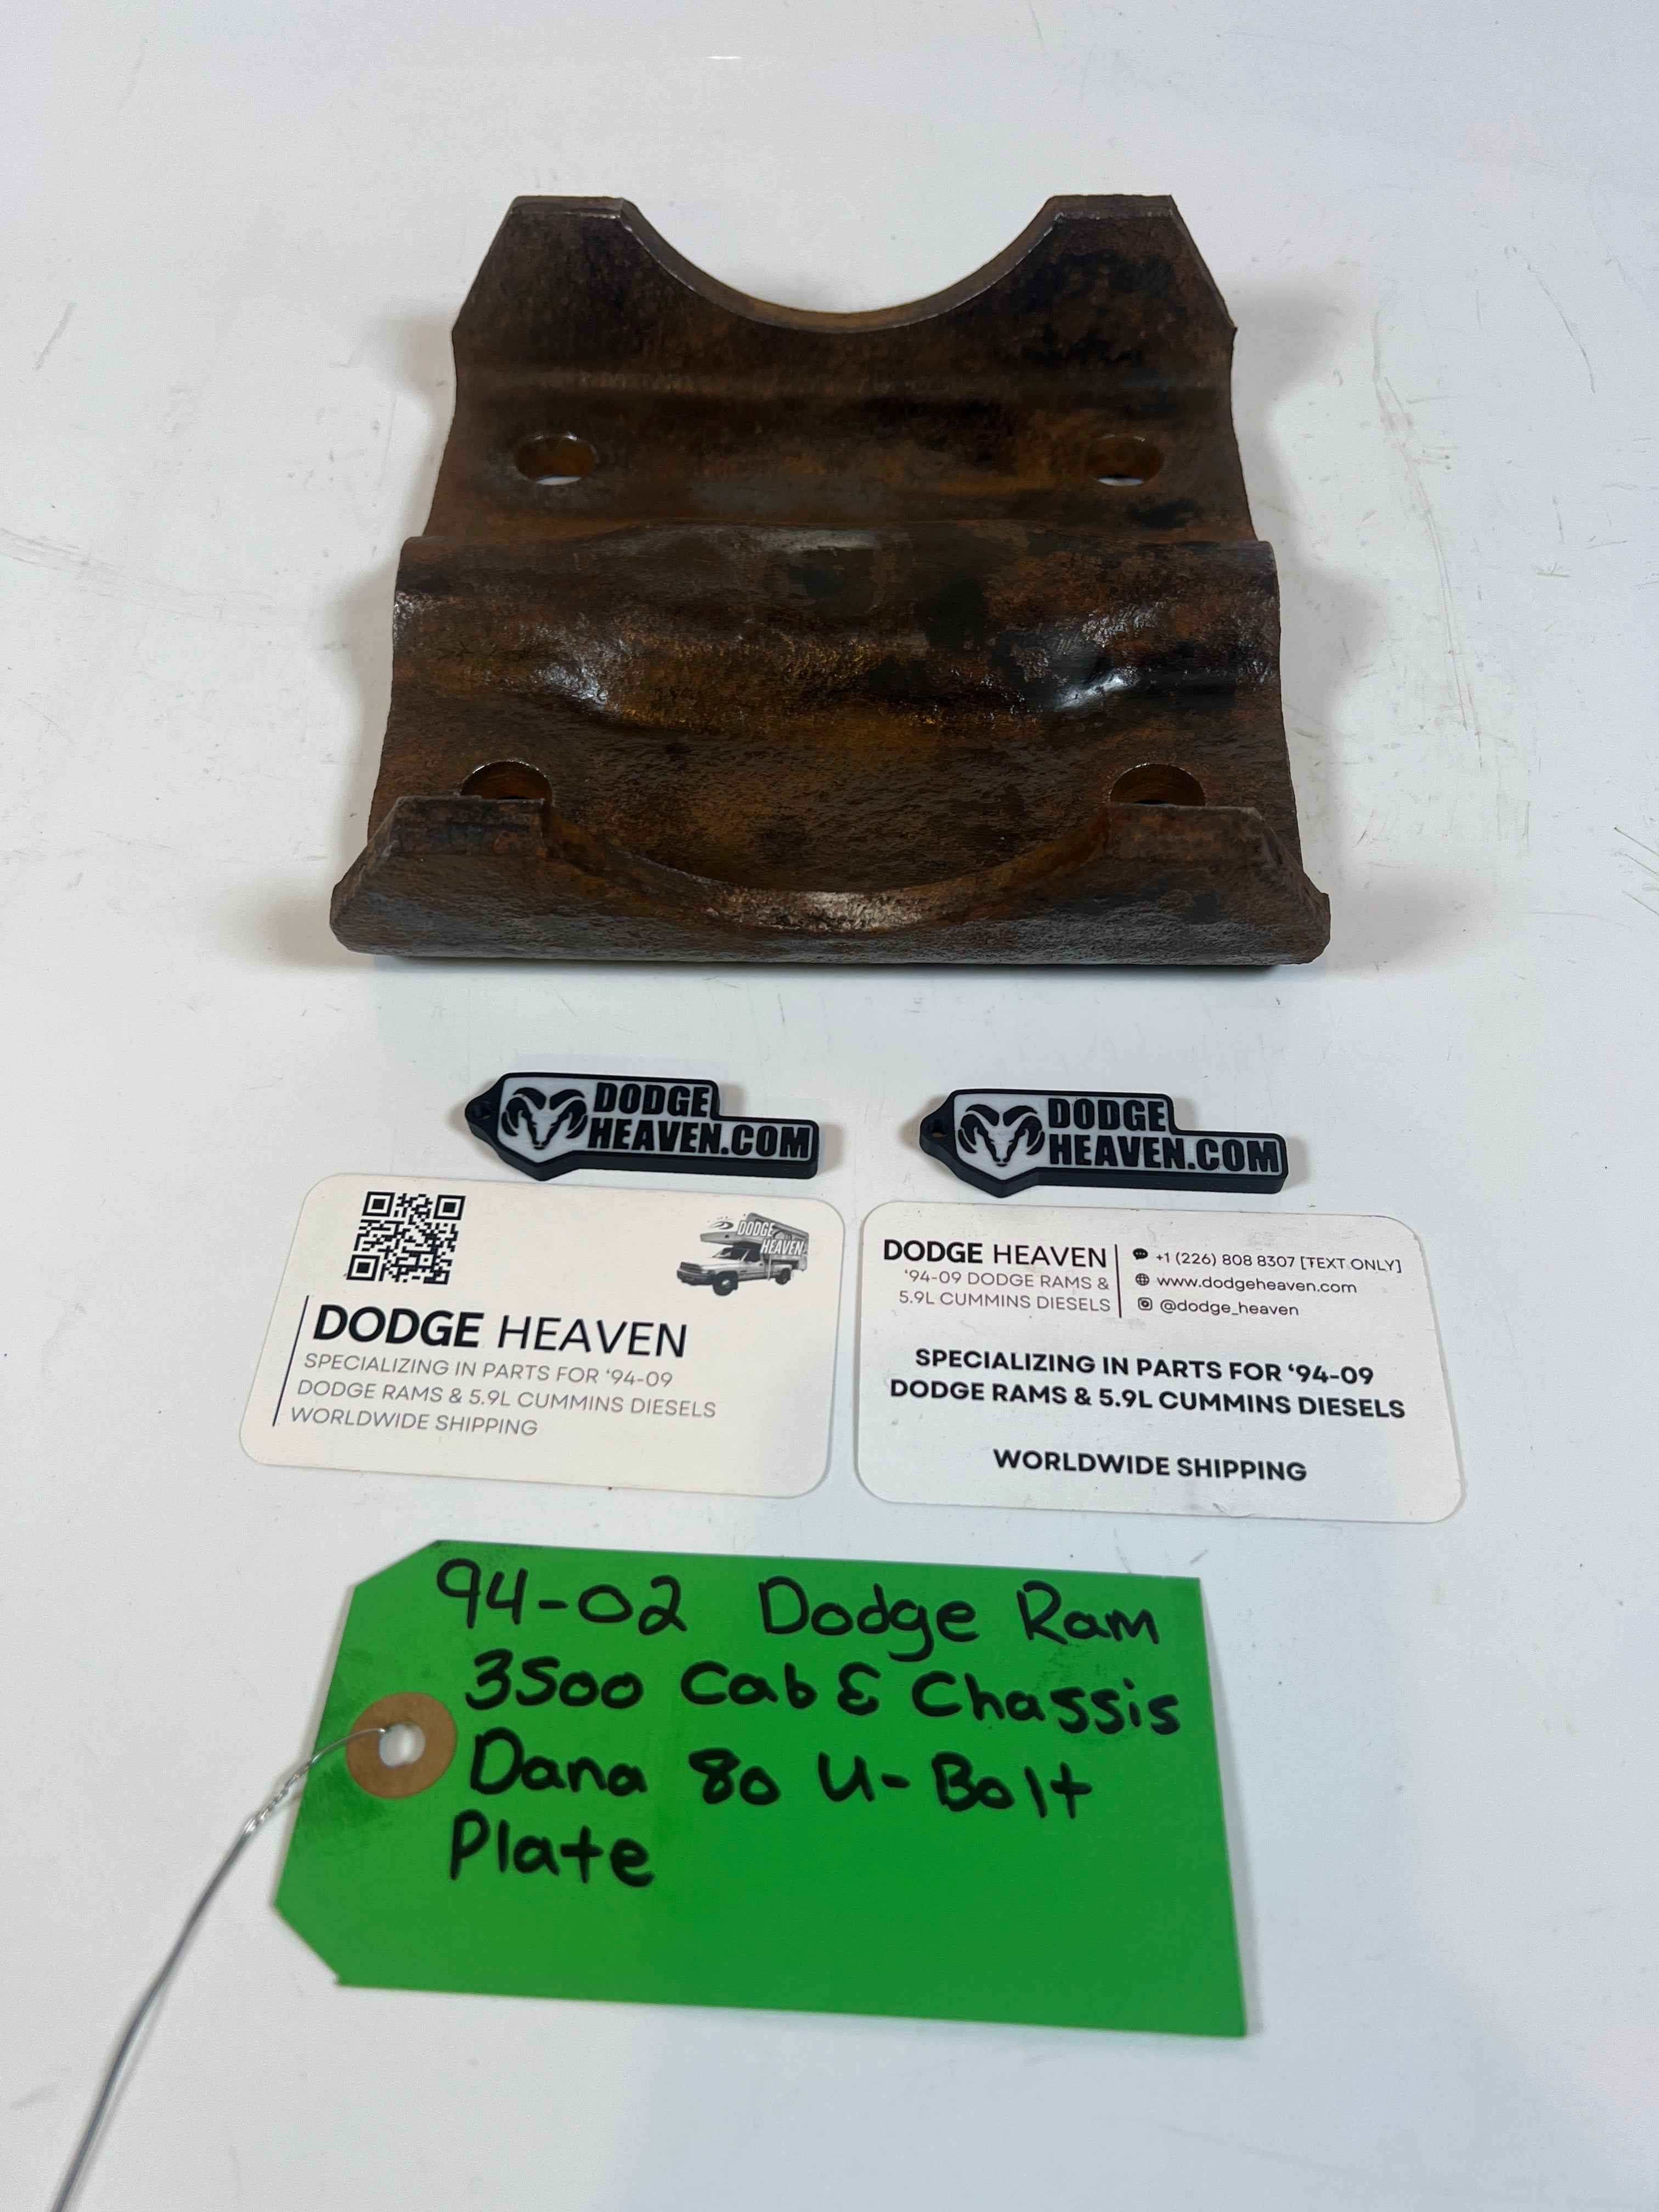 DODGE
HEAVEN.COM
DODGE
HEAVEN.COM
DODGE
HEAVEN
DODGE HEAVEN
SPECIALIZING IN PARTS FOR ‘94-09
DODGE RAMS & 5.9L CUMMINS DIESELS
WORLDWIDE SHIPPING
DODGE HEAVEN
‘94-09 DODGE RAMS &
5.9L CUMMINS DIESELS
+1 (226) 808 8307 [TEXT ONLY]
www.dodgeheaven.com
@dodge_heaven
SPECIALIZING IN PARTS FOR ‘94-09
DODGE RAMS & 5.9L CUMMINS DIESELS
WORLDWIDE SHIPPING
94-02 Dodge Ram
3500 Cab & Chassis
Dana 80 U-Bolt
Plate